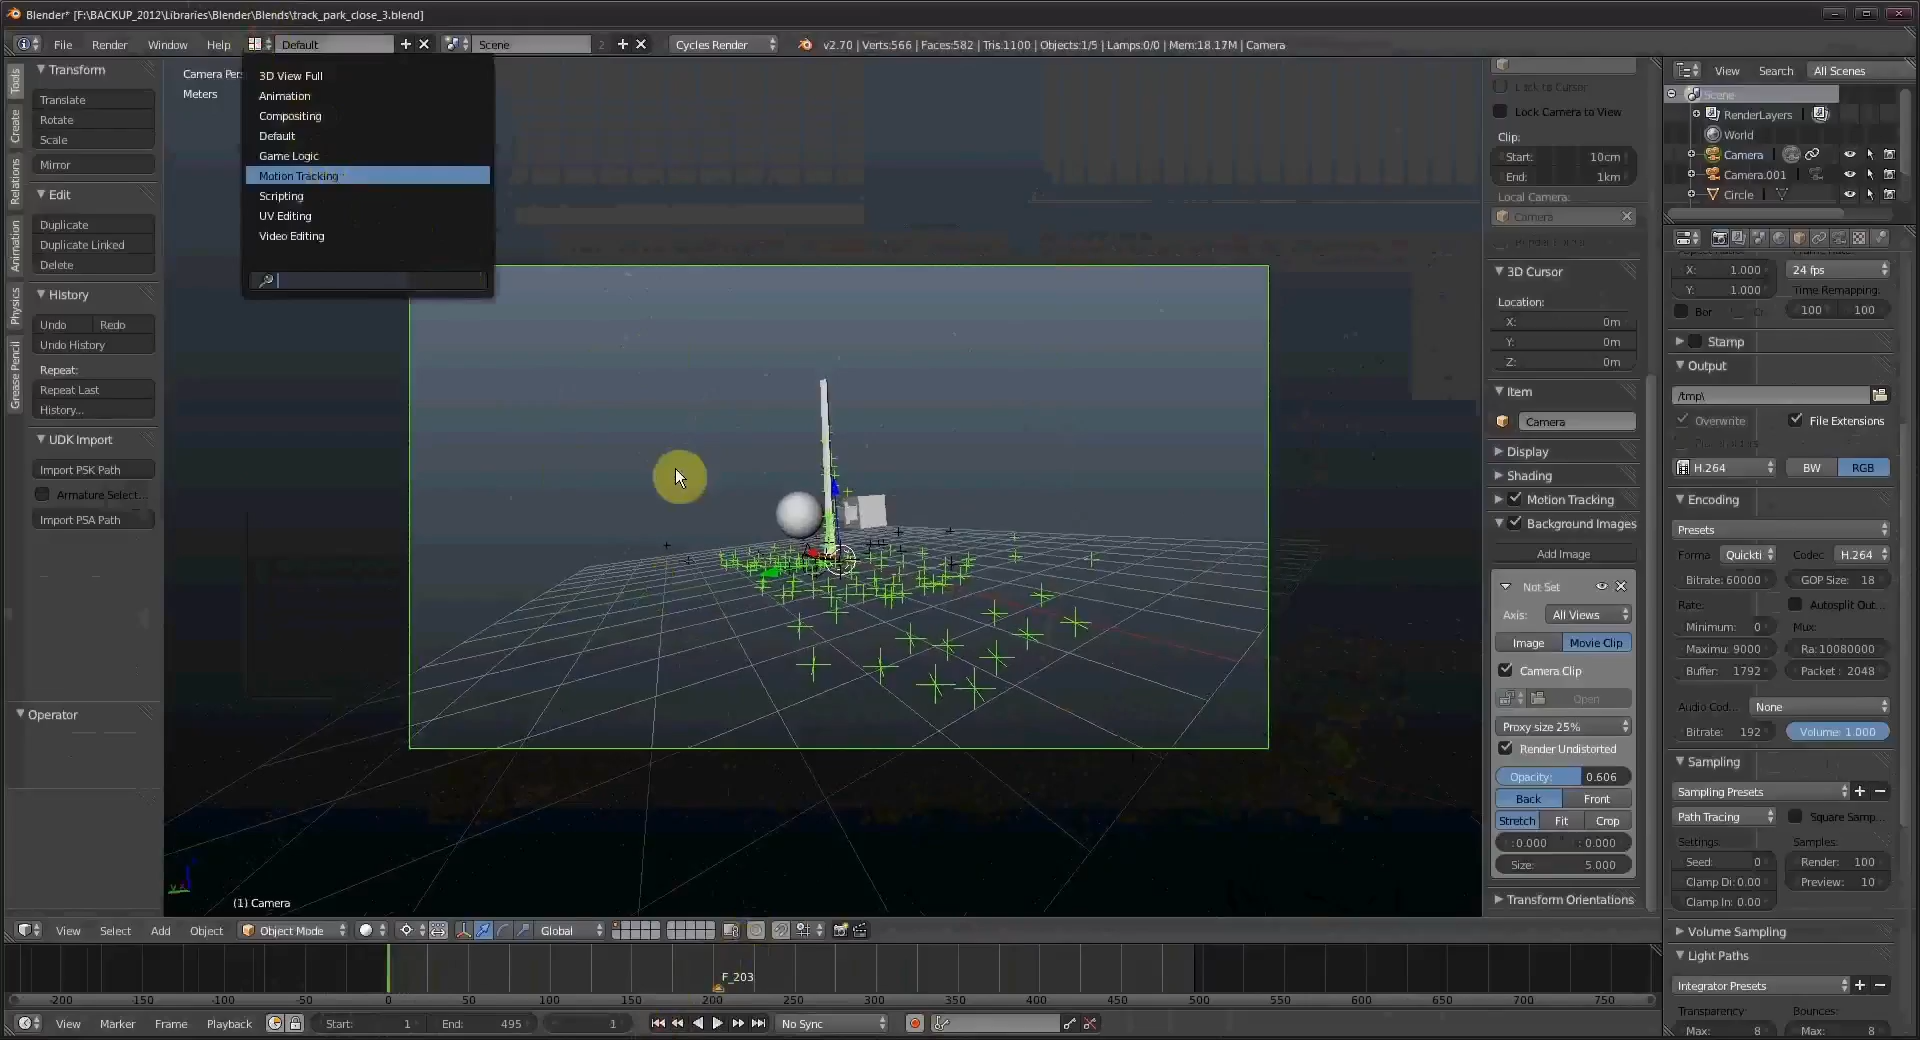 Blender* [F:\BACKUP_2012\Libraries\Blender\Blends\track_park_close_3.blend]
File Render Window Help Default Scene 2 Cycles Render v2.70 | Verts:566 | Faces:582 | Tris:1100 | Objects:1/5 | Lamps:0/0 | Mem:18.17M | Camera
Tools
Create
Relations
Animation
Physics
Grease Pencil
Transform
Translate
Rotate
Scale
Mirror
Edit
Duplicate
Duplicate Linked
Delete
History
Undo Redo
Undo History
Repeat:
Repeat Last
History...
UDK Import
Import PSK Path
Armature Select...
Import PSA Path
Operator
Camera Per
Meters
3D View Full
Animation
Compositing
Default
Game Logic
Motion Tracking
Scripting
UV Editing
Video Editing
(1) Camera
Lock to Cursor
Lock Camera to View
Clip:
Start: 10cm
End: 1km
Local Camera:
Camera
3D Cursor
Location:
X: 0m
Y: 0m
Z: 0m
Item
Camera
Display
Shading
Motion Tracking
Background Images
Add Image
Not Set
Axis: All Views
Image Movie Clip
Camera Clip
Open
Proxy size 25%
Render Undistorted
Opacity: 0.606
Back Front
Stretch Fit Crop
:0.000 :0.000
Size: 5.000
Transform Orientations
View Search All Scenes
Scene
RenderLayers
World
Camera
Camera.001
Circle
X: 1.000 24 fps
Y: 1.000 Time Remapping:
Bor 100 100
Stamp
Output
/tmp\
Overwrite File Extensions
H.264 BW RGB
Encoding
Presets
Forma Quickti Codec H.264
Bitrate: 60000 GOP Size: 18
Rate: Autosplit Out...
Minimum: 0 Mux:
Maximu: 9000 Ra:10080000
Buffer: 1792 Packet : 2048
Audio Cod... None
Bitrate: 192 Volume: 1.000
Sampling
Sampling Presets
Path Tracing Square Samp...
Settings: Samples:
Seed: 0 Render: 100
Clamp Di: 0.00 Preview: 10
Clamp In: 0.00
Volume Sampling
Light Paths
Integrator Presets
Transparency: Bounces:
Max: 8 Max: 8
View Select Add Object Object Mode Global
F_203
-200 -150 -100 -50 0 50 100 150 200 250 300 350 400 450 500 550 600 650 700 750
View Marker Frame Playback Start: 1 End: 495 1 No Sync